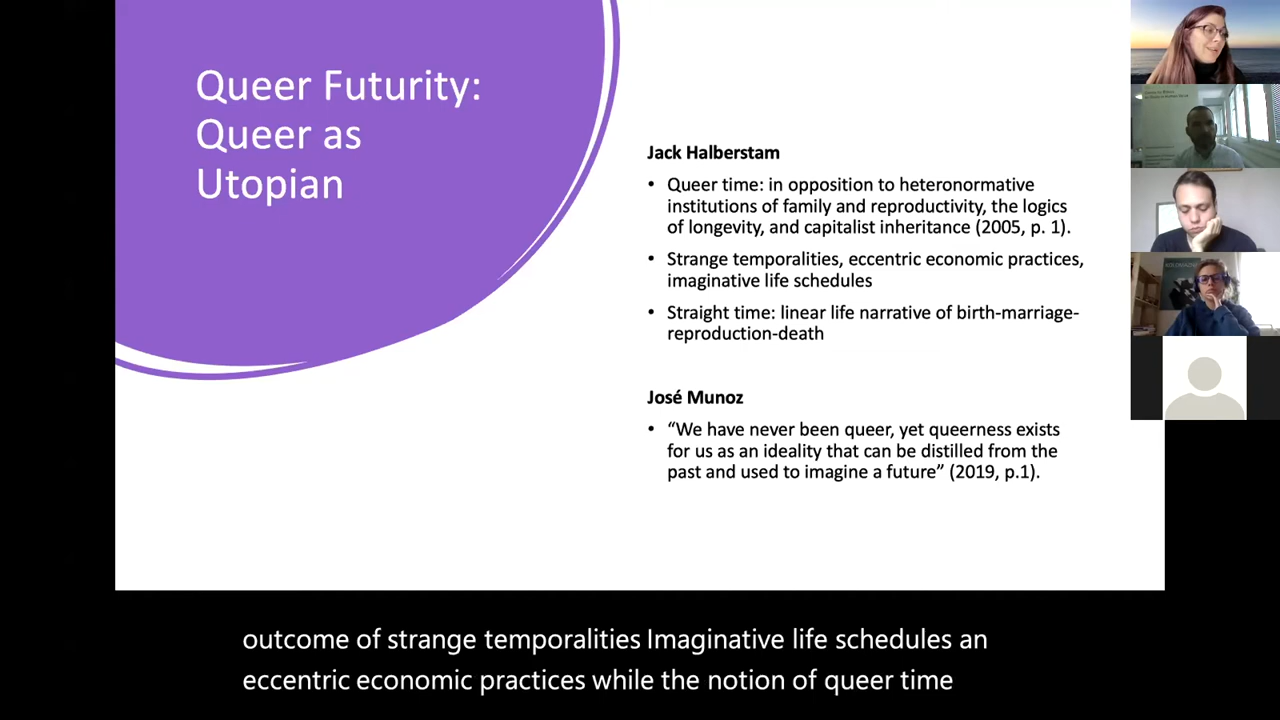 Queer Futurity:
Queer as
Utopian
Jack Halberstam
• Queer time: in opposition to heteronormative
institutions of family and reproductivity, the logics
of longevity, and capitalist inheritance (2005, p. 1).
• Strange temporalities, eccentric economic practices,
imaginative life schedules
• Straight time: linear life narrative of birth-marriage-
reproduction-death
José Munoz
• “We have never been queer, yet queerness exists
for us as an ideality that can be distilled from the
past and used to imagine a future” (2019, p.1).
outcome of strange temporalities Imaginative life schedules an
eccentric economic practices while the notion of queer time